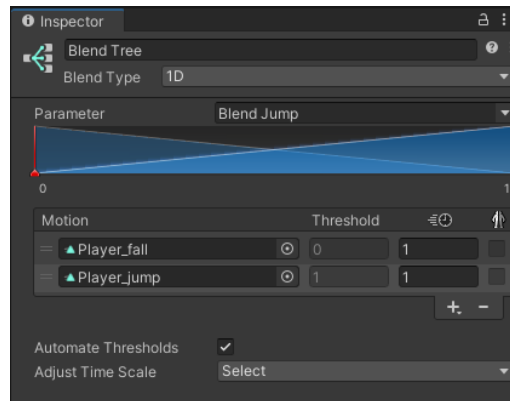 Inspector
Blend Tree
Blend Type 1D
Parameter Blend Jump
0 1
Motion Threshold
Player_fall 0 1
Player_jump 1 1
+ -
Automate Thresholds
Adjust Time Scale Select